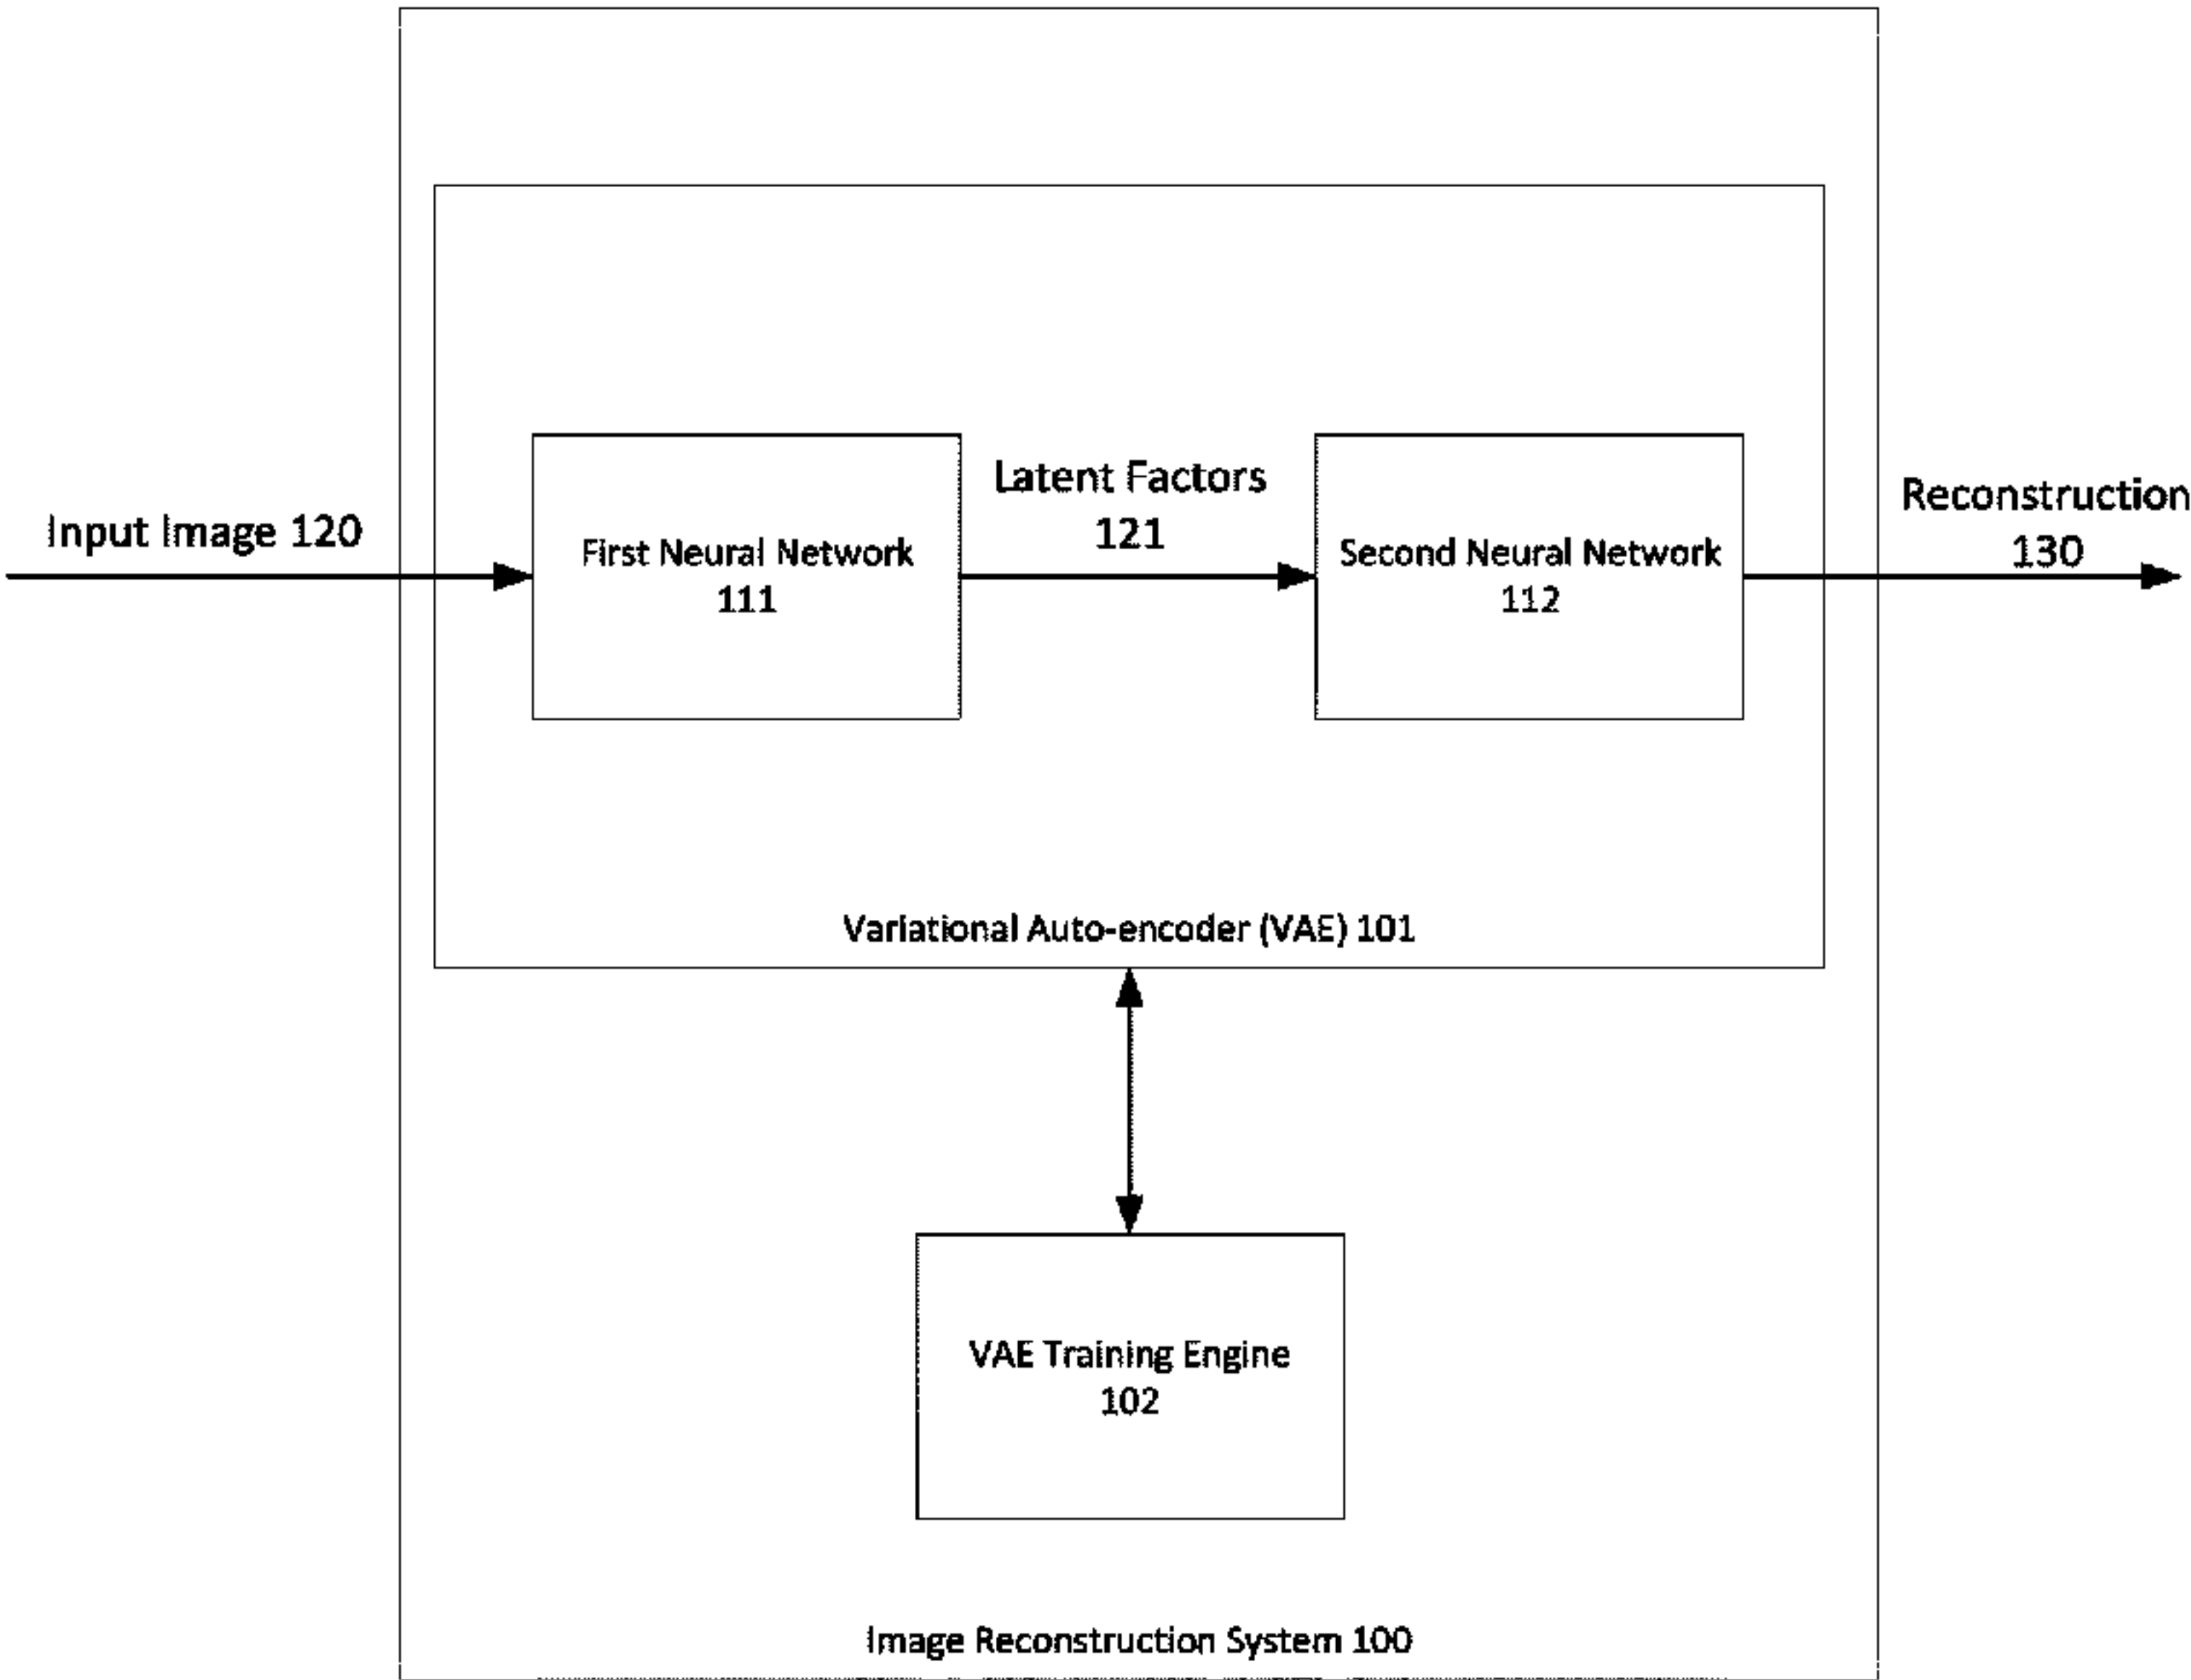 Input Image 120
First Neural Network
111
Latent Factors
121
Second Neural Network
112
Reconstruction
130
Variational Auto-encoder (VAE) 101
VAE Training Engine
102
Image Reconstruction System 100